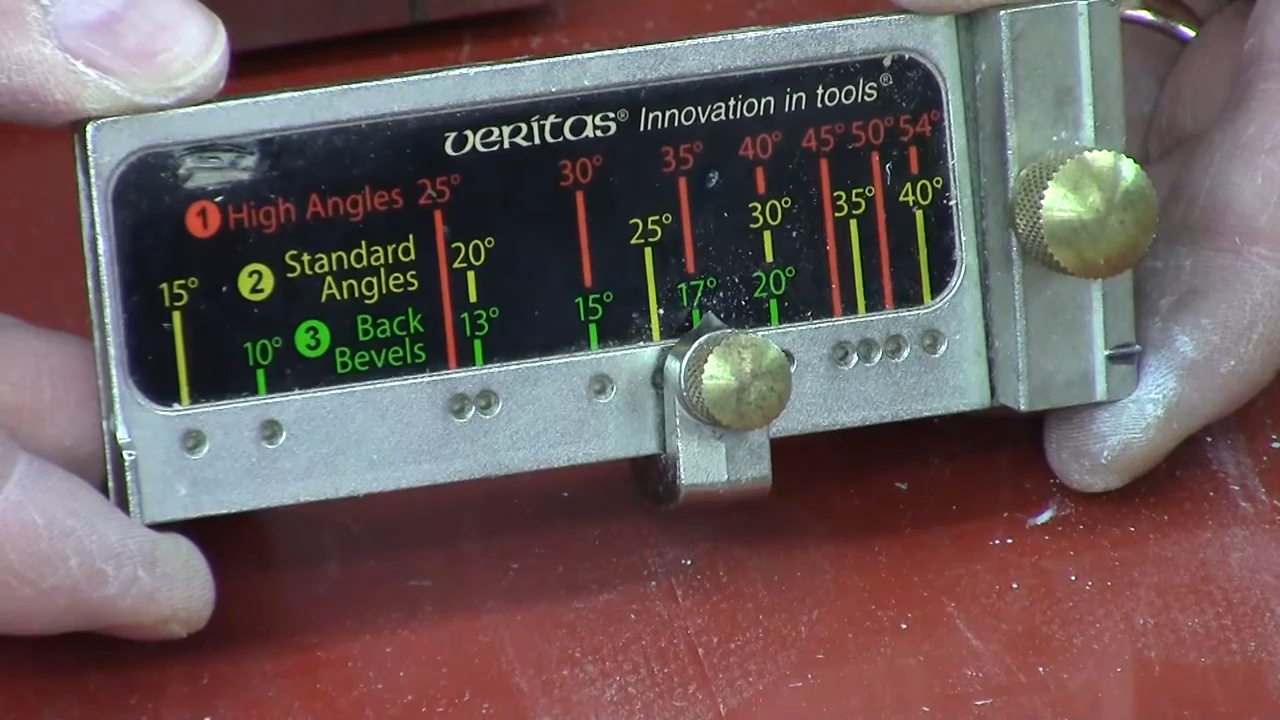 verítas® Innovation in tools®
1 High Angles 25° 30° 35° 40° 45° 50° 54°
15° 2 Standard Angles 20° 25° 30° 35° 40°
10° 3 Back Bevels 13° 15° 17° 20°